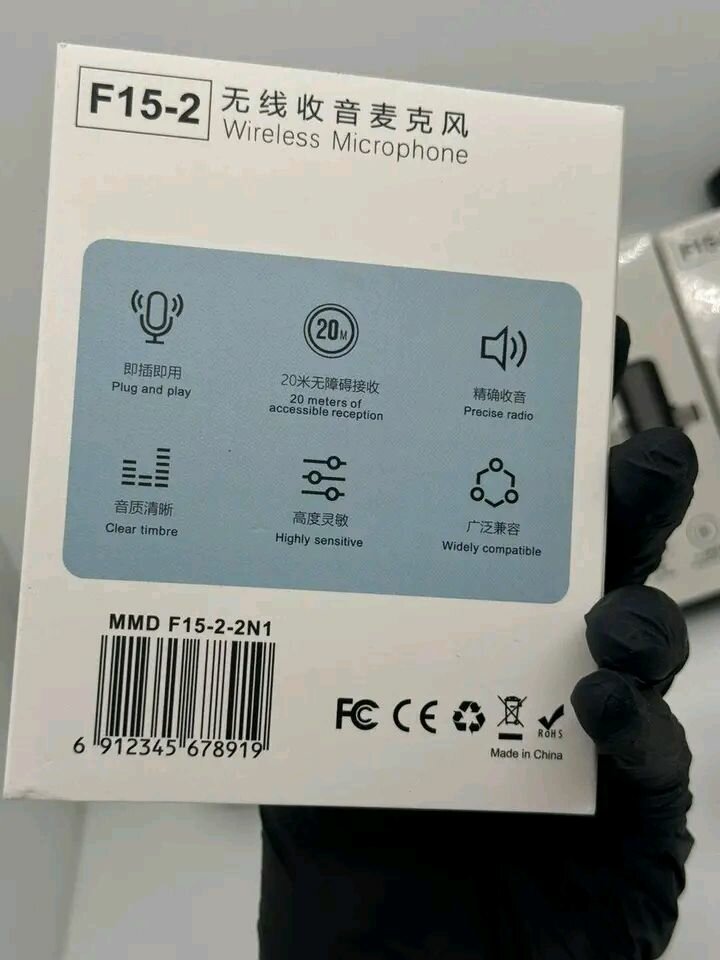 F15-2
无线收音麦克风
Wireless Microphone
20M
即插即用
Plug and play
20米无障碍接收
20 meters of
accessible reception
精确收音
Precise radio
音质清晰
Clear timbre
高度灵敏
Highly sensitive
广泛兼容
Widely compatible
MMD F15-2-2N1
6 912345 678919
FC CE
RoHS
Made in China